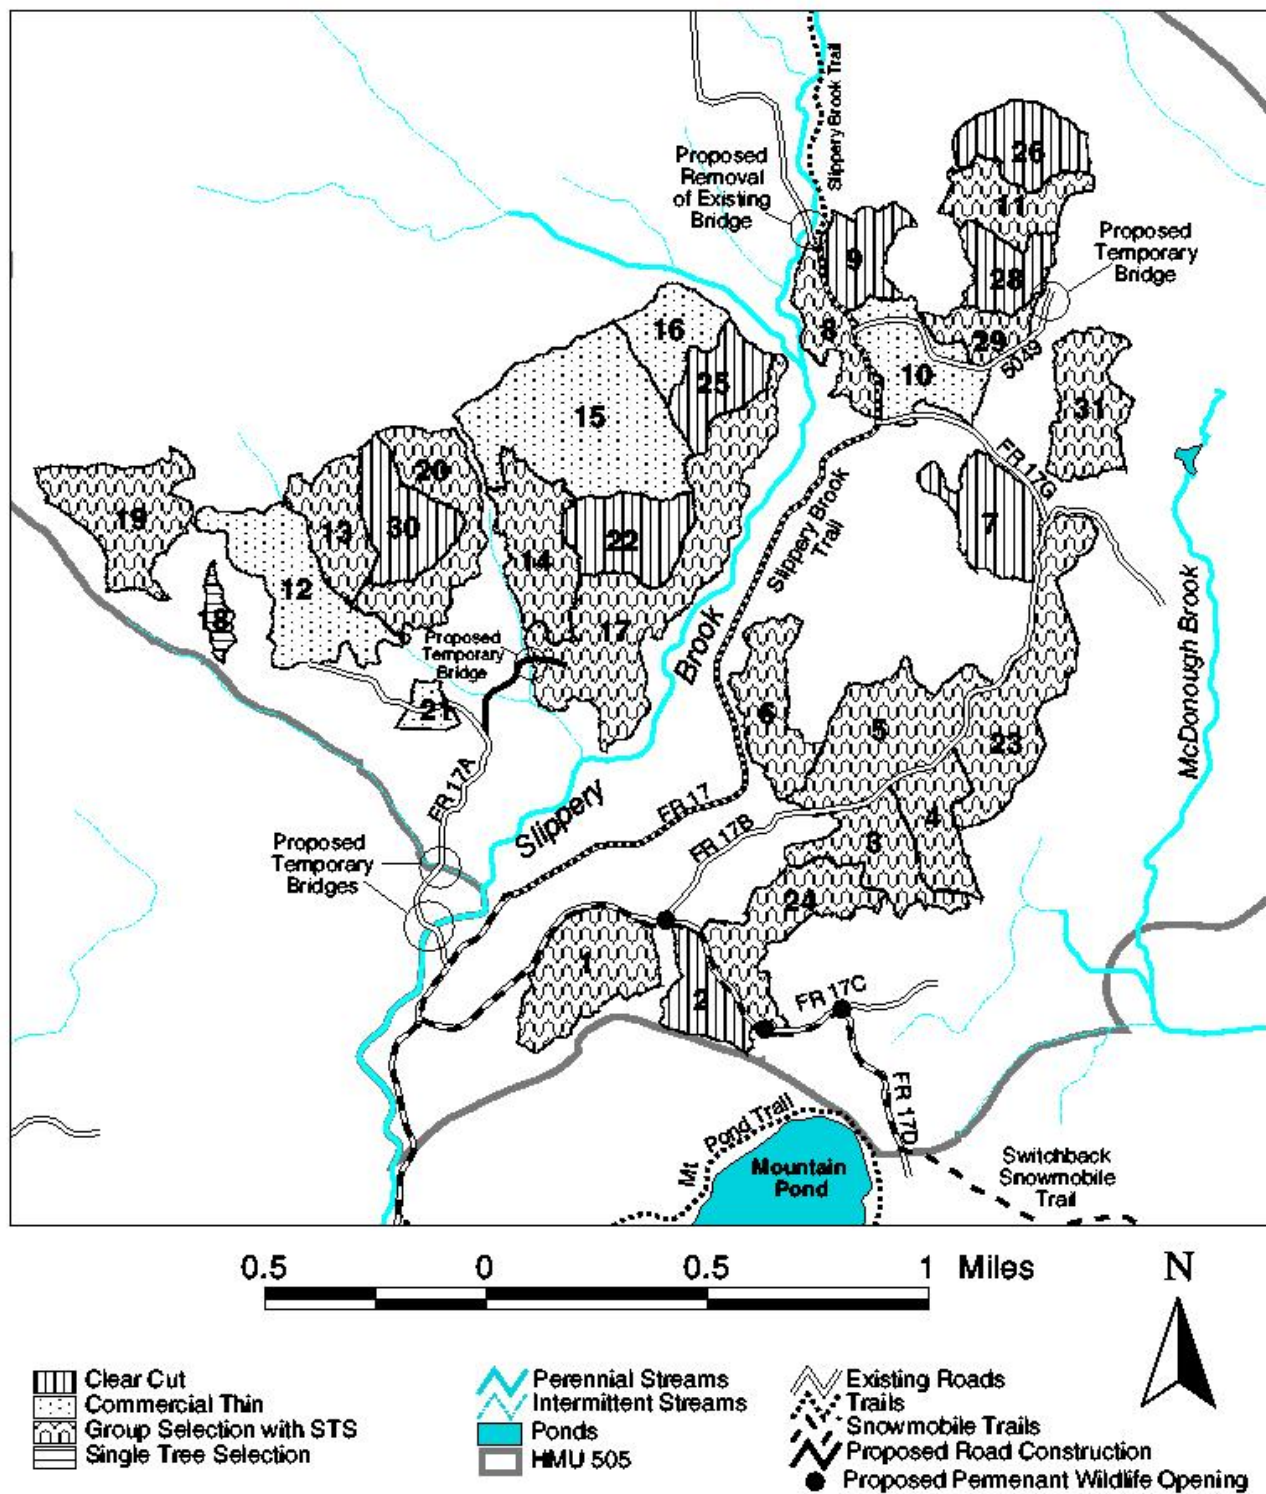 Slippery Brook Trail
Proposed
Removal
of Existing
Bridge
26
11
9
28
Proposed
Temporary
Bridge
8
29
5049
10
16
25
15
31
FR 17G
20
19
13
30
22
14
7
12
18
17
Slippery Brook
Trail
McDonough Brook
Proposed
Temporary
Bridge
21
Brook
6
5
23
FR 17A
Slippery
FR 17
FR 17B
4
3
Proposed
Temporary
Bridges
24
1
2
FR 17C
FR 17D
Mt Pond Trail
Mountain
Pond
Switchback
Snowmobile
Trail
0.5 0 0.5 1 Miles
N
Clear Cut
Commercial Thin
Group Selection with STS
Single Tree Selection
Perennial Streams
Intermittent Streams
Ponds
HMU 505
Existing Roads
Trails
Snowmobile Trails
Proposed Road Construction
Proposed Permenant Wildlife Opening